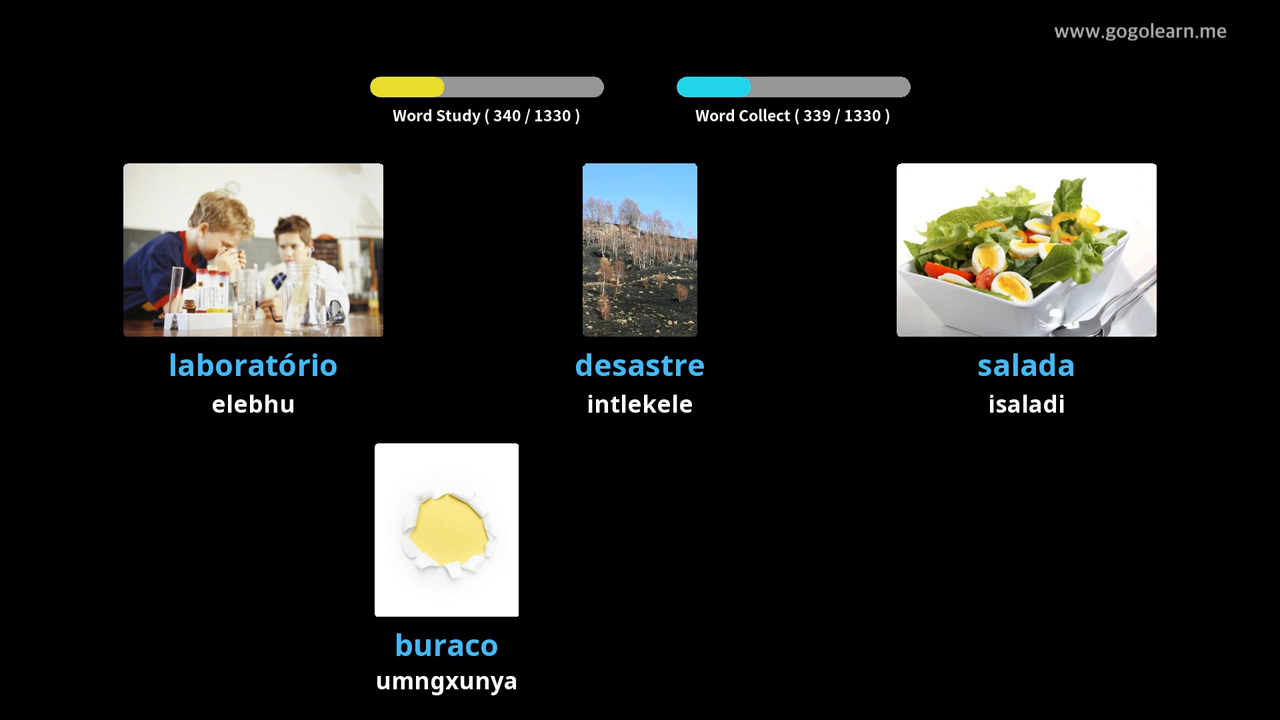 www.gogolearn.me
Word Study ( 340 / 1330 )
Word Collect ( 339 / 1330 )
laboratório
elebhu
desastre
intlekele
salada
isaladi
buraco
umngxunya